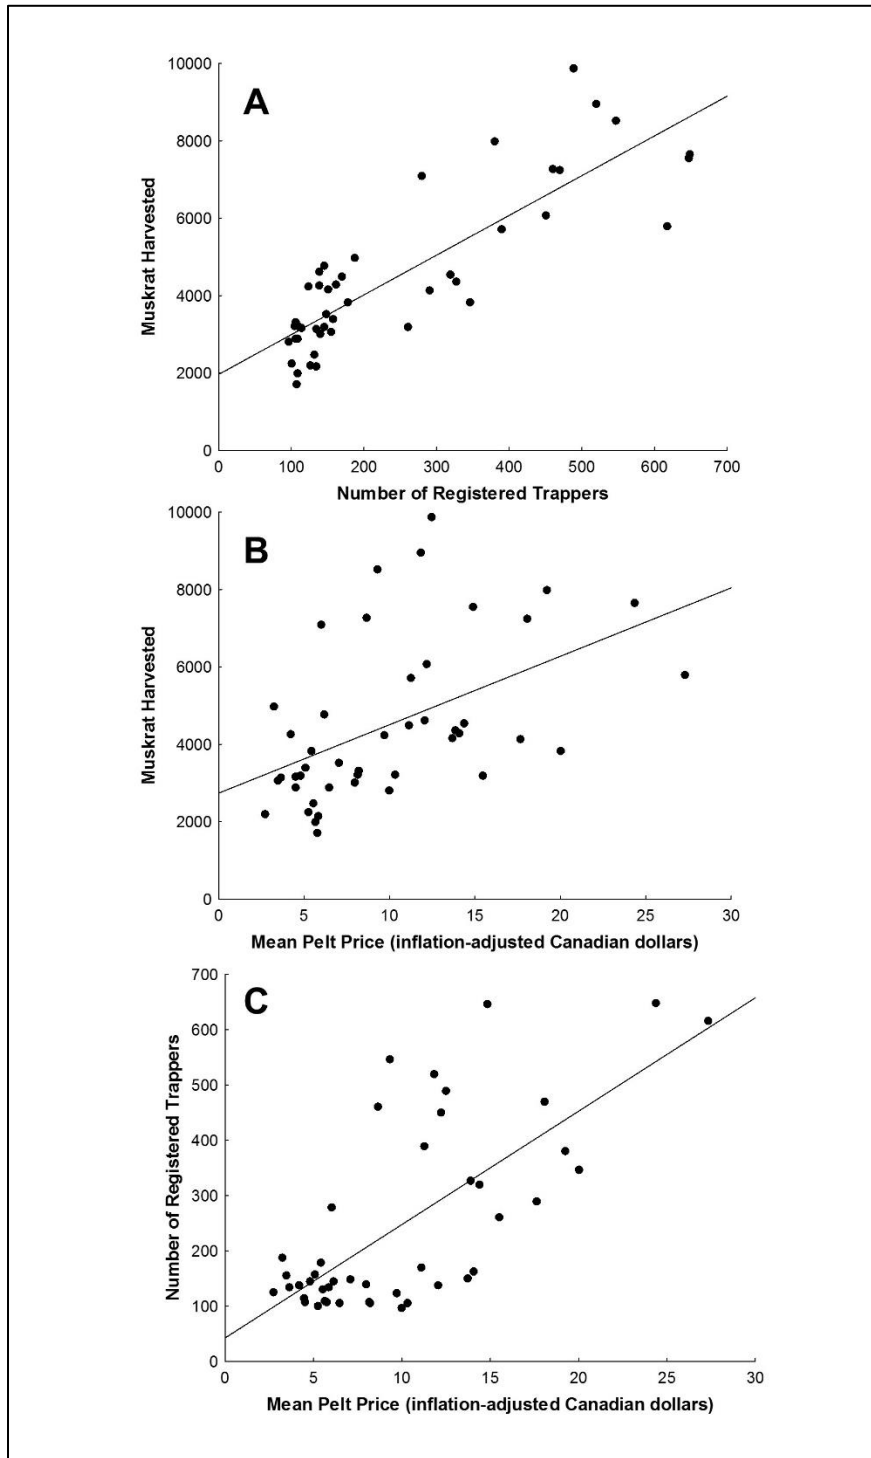 A
10000
8000
6000
4000
2000
0
Muskrat Harvested
0 100 200 300 400 500 600 700
Number of Registered Trappers
B
10000
8000
6000
4000
2000
0
Muskrat Harvested
0 5 10 15 20 25 30
Mean Pelt Price (inflation-adjusted Canadian dollars)
C
700
600
500
400
300
200
100
0
Number of Registered Trappers
0 5 10 15 20 25 30
Mean Pelt Price (inflation-adjusted Canadian dollars)